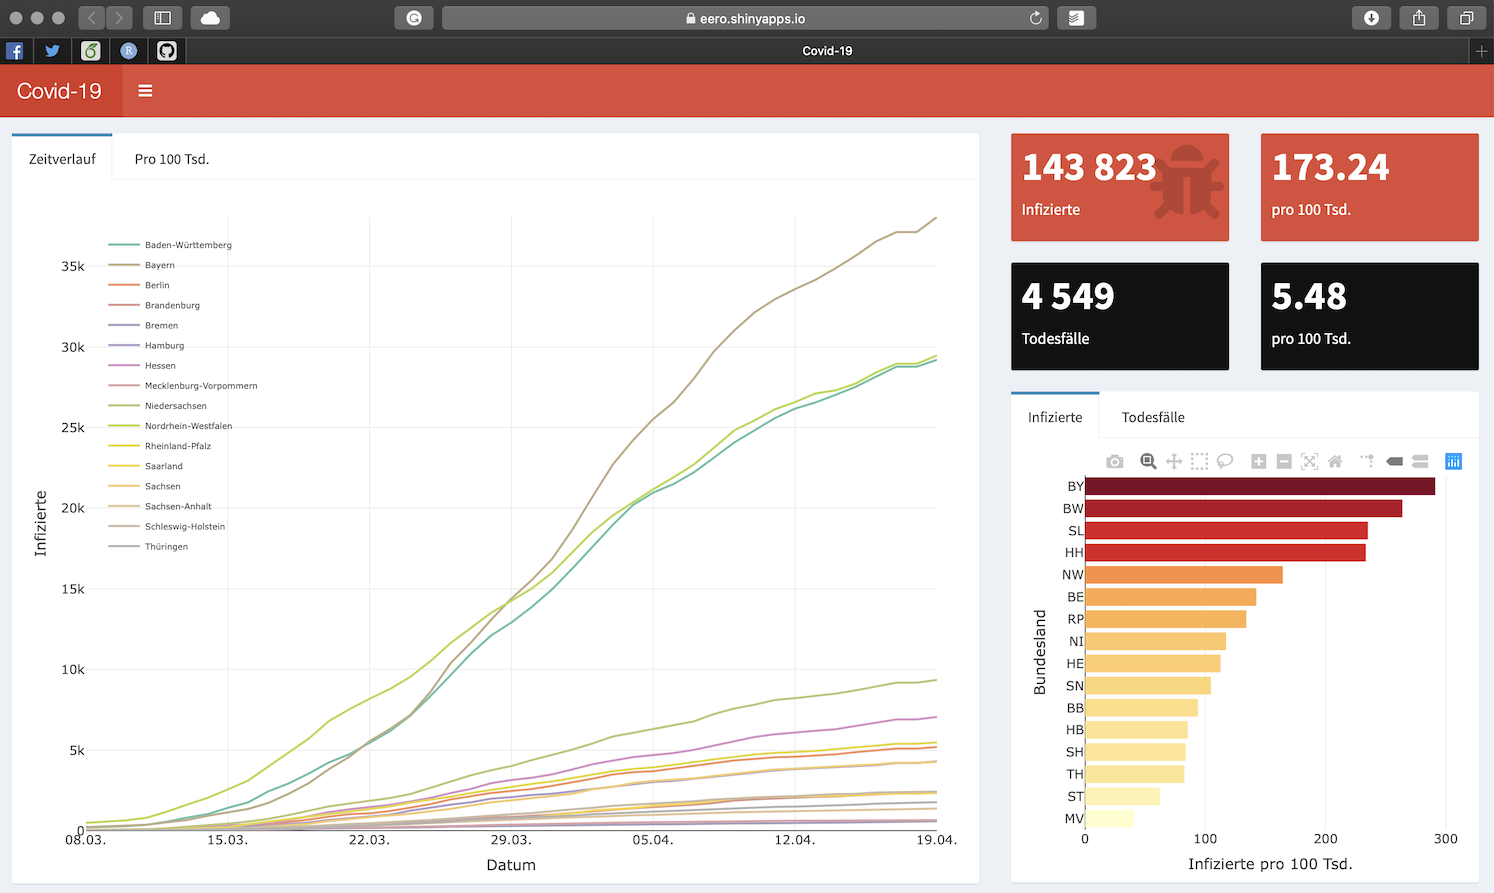 eero.shinyapps.io
Covid-19
Covid-19
Zeitverlauf
Pro 100 Tsd.
Infizierte
35k
30k
25k
20k
15k
10k
5k
0
Baden-Württemberg
Bayern
Berlin
Brandenburg
Bremen
Hamburg
Hessen
Mecklenburg-Vorpommern
Niedersachsen
Nordrhein-Westfalen
Rheinland-Pfalz
Saarland
Sachsen
Sachsen-Anhalt
Schleswig-Holstein
Thüringen
08.03. 15.03. 22.03. 29.03. 05.04. 12.04. 19.04.
Datum
143 823
Infizierte
173.24
pro 100 Tsd.
4 549
Todesfälle
5.48
pro 100 Tsd.
Infizierte
Todesfälle
Bundesland
BY
BW
SL
HH
NW
BE
RP
NI
HE
SN
BB
HB
SH
TH
ST
MV
0 100 200 300
Infizierte pro 100 Tsd.